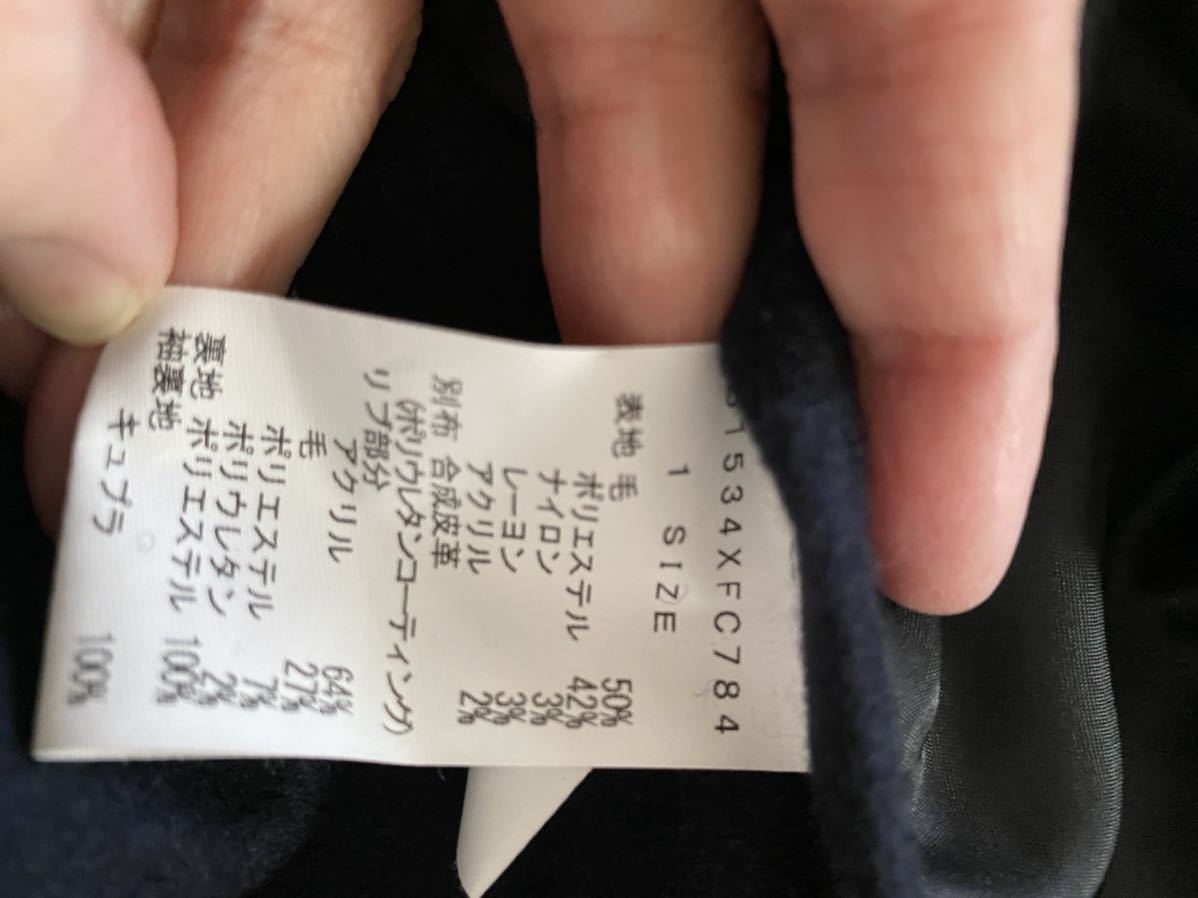 1534XFC784
1 SIZE
表地 毛 50%
ポリエステル 42%
ナイロン 3%
レーヨン 3%
アクリル 2%
別布 合成皮革
(ポリウレタンコーティング)
リブ部分
アクリル 64%
毛 27%
ポリエステル 7%
ポリウレタン 2%
裏地 ポリエステル 100%
袖裏地
キュプラ 100%